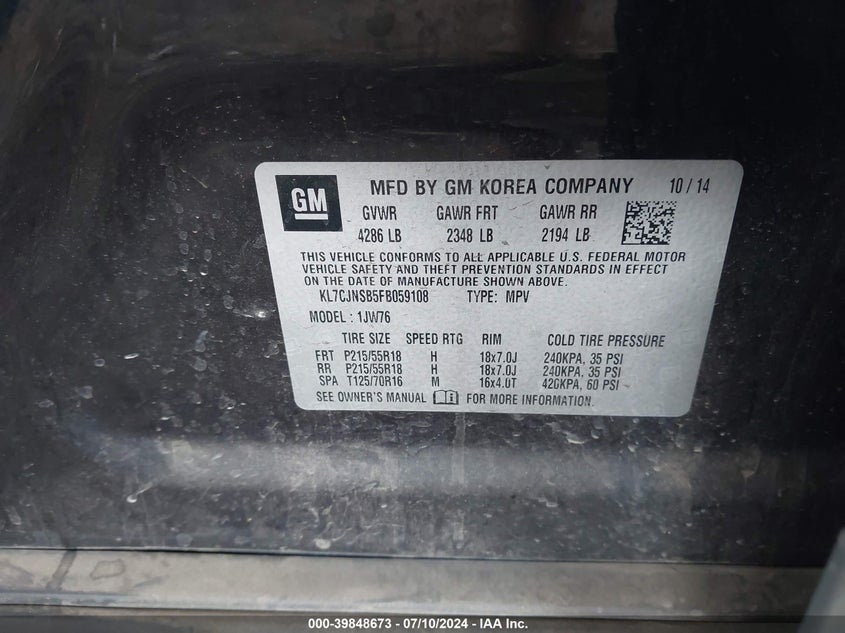 GM
MFD BY GM KOREA COMPANY 10 / 14
GVWR GAWR FRT GAWR RR
4286 LB 2348 LB 2194 LB
THIS VEHICLE CONFORMS TO ALL APPLICABLE U.S. FEDERAL MOTOR
VEHICLE SAFETY AND THEFT PREVENTION STANDARDS IN EFFECT
ON THE DATE OF MANUFACTURE SHOWN ABOVE.
KL7CJNSB5FB059108 TYPE: MPV
MODEL : 1JW76
TIRE SIZE SPEED RTG RIM COLD TIRE PRESSURE
FRT P215/55R18 H 18x7.0J 240KPA, 35 PSI
RR P215/55R18 H 18x7.0J 240KPA, 35 PSI
SPA T125/70R16 M 16x4.0T 420KPA, 60 PSI
SEE OWNER'S MANUAL FOR MORE INFORMATION.
000-39848673 - 07/10/2024 - IAA Inc.